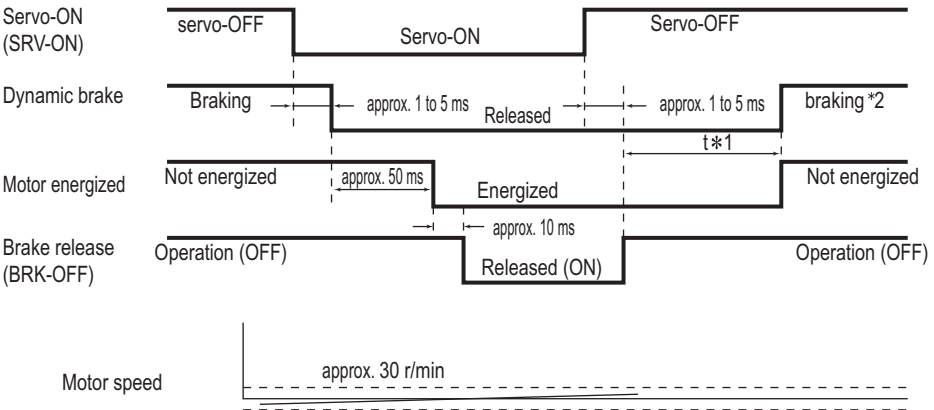 Servo-ON
(SRV-ON)
servo-OFF
Servo-ON
Servo-OFF
Dynamic brake
Braking
approx. 1 to 5 ms
Released
approx. 1 to 5 ms
braking *2
t*1
Motor energized
Not energized
approx. 50 ms
Energized
Not energized
approx. 10 ms
Brake release
(BRK-OFF)
Operation (OFF)
Released (ON)
Operation (OFF)
Motor speed
approx. 30 r/min